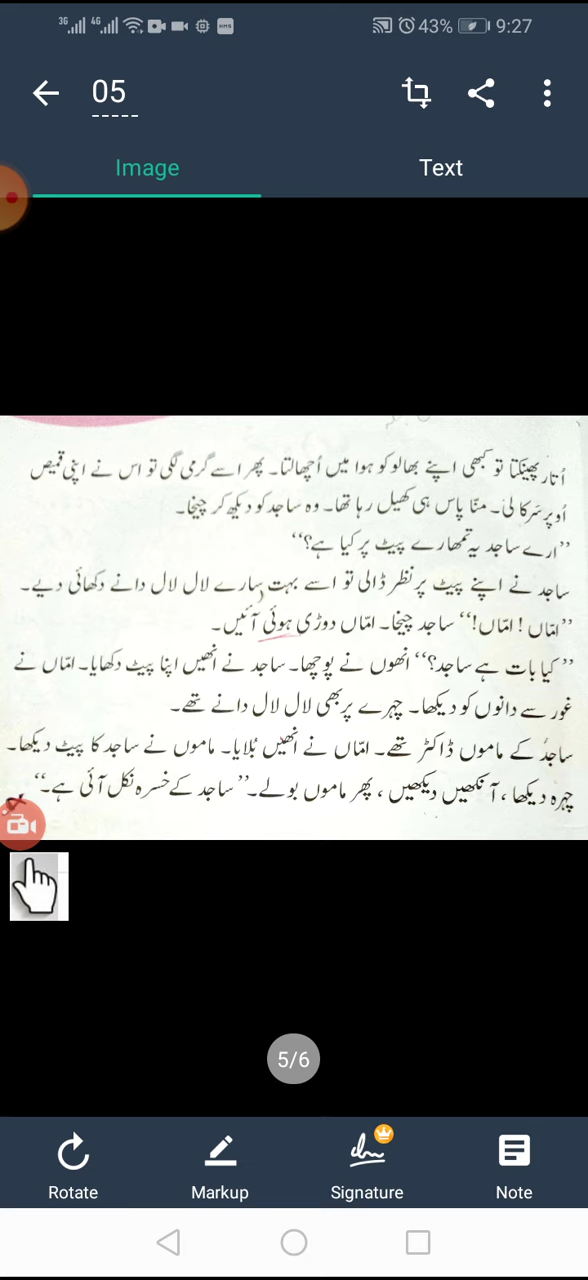 3G 4G 43% 9:27
05
Image Text
اُتار پھینکتا تو کبھی اپنے بھالو کو ہوا میں اُچھالتا۔ پھر اسے گرمی لگی تو اس نے اپنی قمیص
اُوپر سَرکا لی۔ منّا پاس ہی کھیل رہا تھا۔ وہ ساجد کو دیکھ کر چیخا۔
”ارے ساجد یہ تمھارے پیٹ پر کیا ہے؟“
ساجد نے اپنے پیٹ پر نظر ڈالی تو اسے بہت سارے لال لال دانے دکھائی دیے۔
”امّاں! امّاں!“ ساجد چیخا۔ امّاں دوڑی ہوئی آئیں۔
”کیا بات ہے ساجد؟“ انھوں نے پوچھا۔ ساجد نے انھیں اپنا پیٹ دکھایا۔ امّاں نے
غور سے دانوں کو دیکھا۔ چہرے پر بھی لال لال دانے تھے۔
ساجد کے ماموں ڈاکٹر تھے۔ امّاں نے انھیں بُلایا۔ ماموں نے ساجد کا پیٹ دیکھا۔
چہرہ دیکھا، آنکھیں دیکھیں، پھر ماموں بولے۔”ساجد کے خسرہ نکل آئی ہے۔“
5/6
Rotate Markup Signature Note